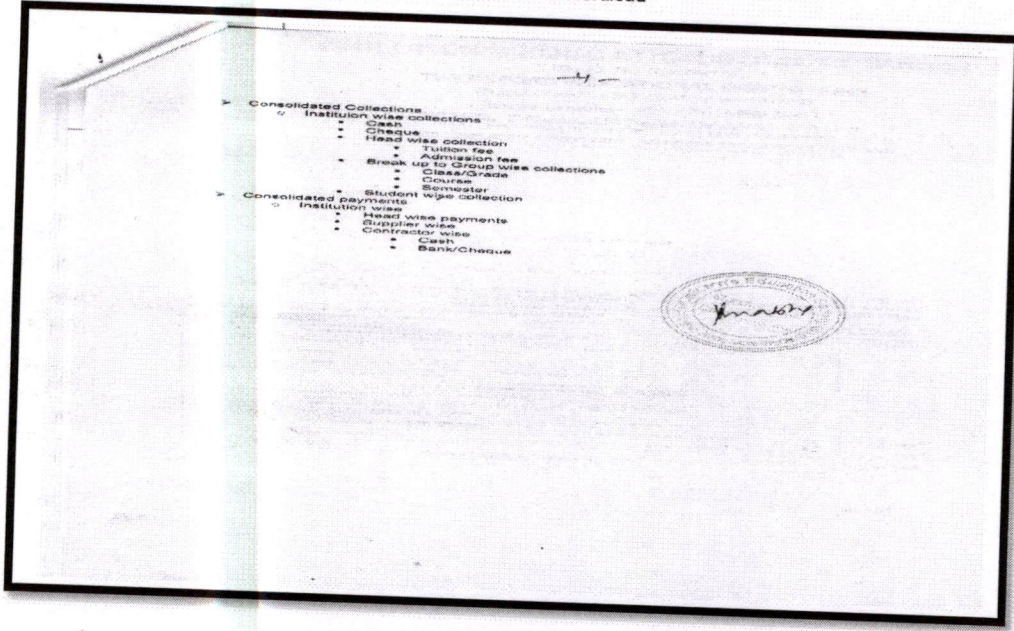 -4-
➤ Consolidated Collections
o Instituion wise collections
▪ Cash
▪ Cheque
▪ Head wise collection
▪ Tuition fee
▪ Admission fee
▪ Break up to Group wise collections
▪ Class/Grade
▪ Course
▪ Semester
▪ Student wise collection
➤ Consolidated payments
o Institution wise
▪ Head wise payments
▪ Supplier wise
▪ Contractor wise
▪ Cash
▪ Bank/Cheque